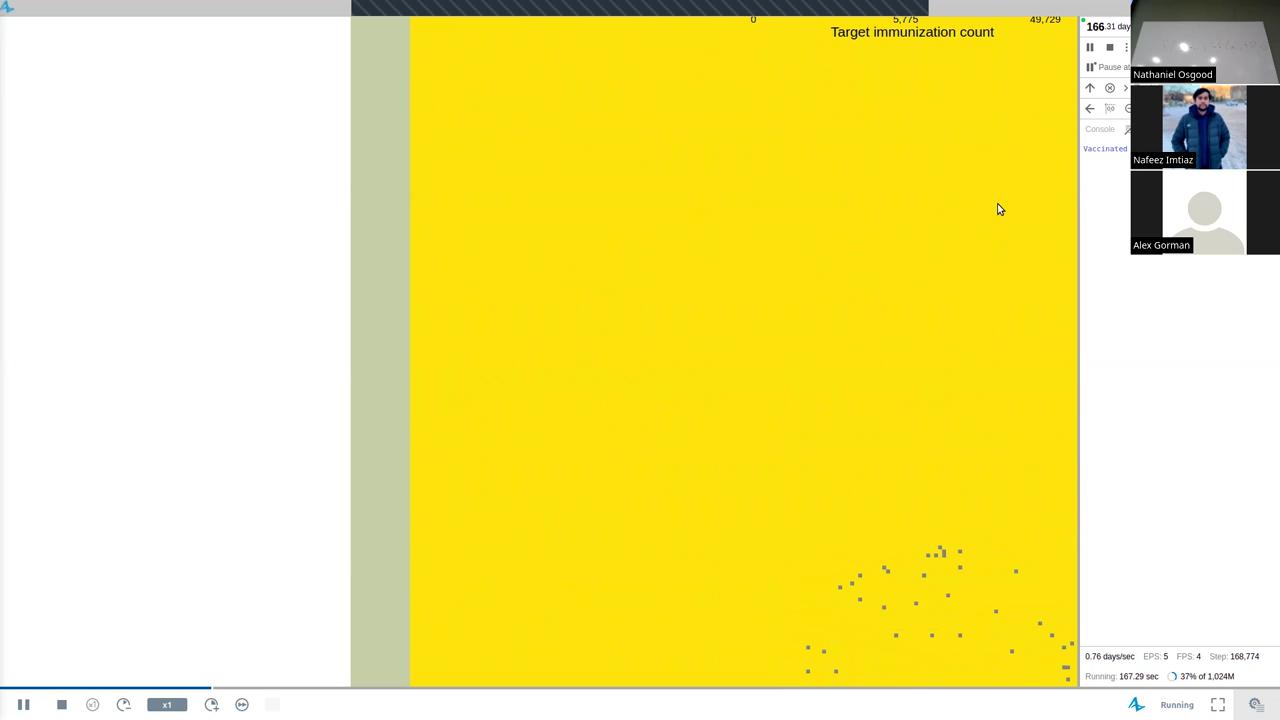 0 5,775 49,729
Target immunization count
166.31 day
Pause at
Console
Vaccinated
Nathaniel Osgood
Nafeez Imtiaz
Alex Gorman
0.76 days/sec EPS: 5 FPS: 4 Step: 168,774
Running: 167.29 sec 37% of 1,024M
x1 x1 Running